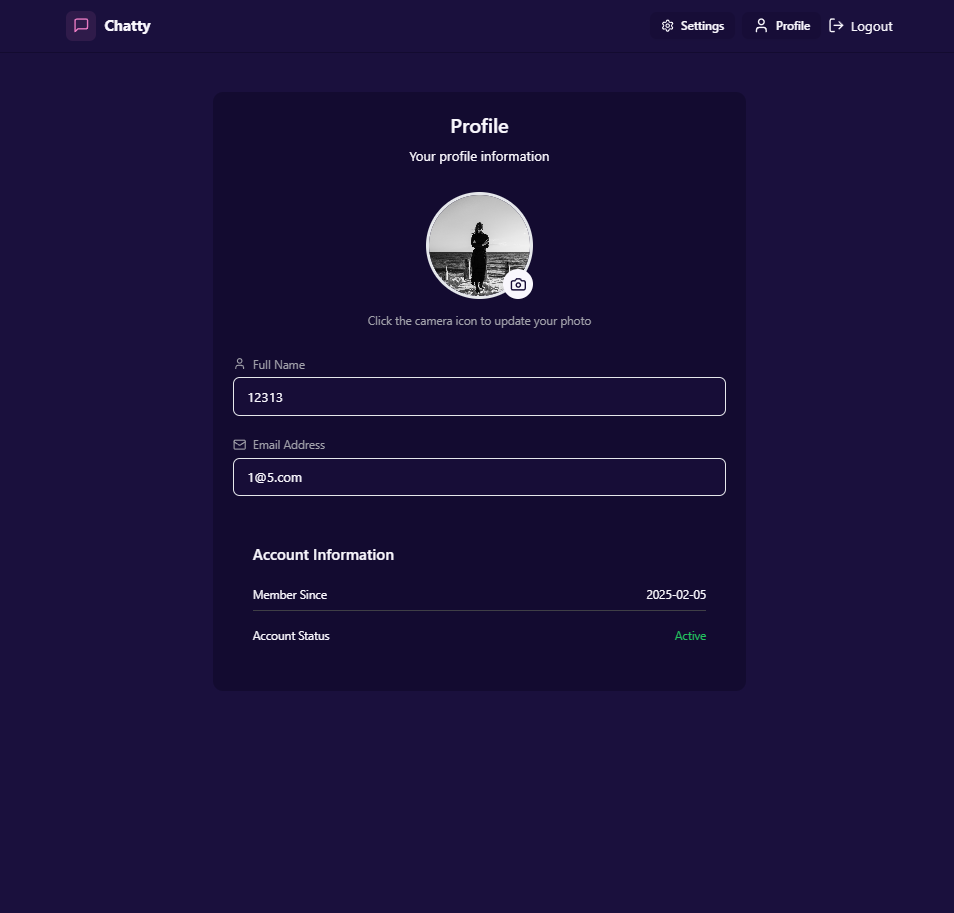 Chatty
Settings
Profile
Logout
Profile
Your profile information
Click the camera icon to update your photo
Full Name
12313
Email Address
1@5.com
Account Information
Member Since 2025-02-05
Account Status Active